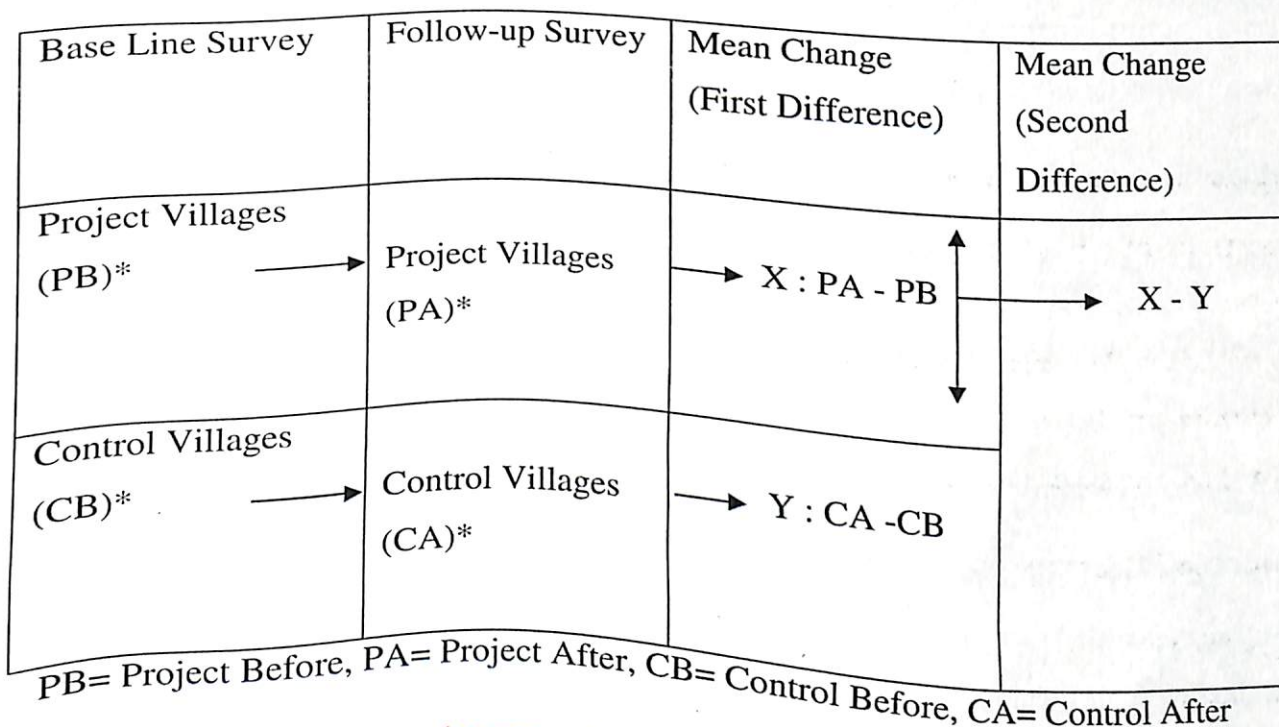 Base Line Survey
Follow-up Survey
Mean Change
(First Difference)
Mean Change
(Second
Difference)
Project Villages
(PB)*
Project Villages
(PA)*
X : PA - PB
X - Y
Control Villages
(CB)*
Control Villages
(CA)*
Y : CA -CB
PB= Project Before, PA= Project After, CB= Control Before, CA= Control After